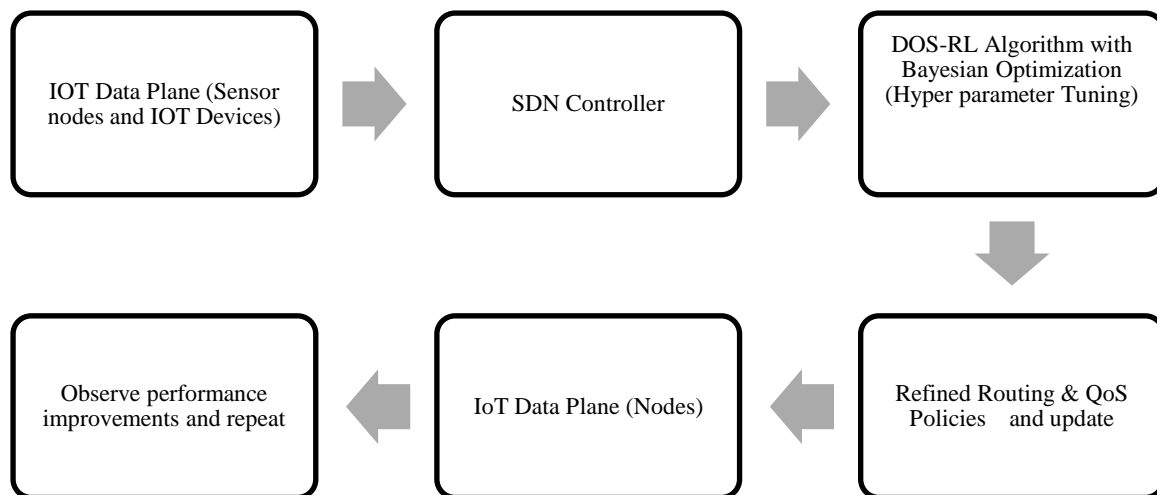 IOT Data Plane (Sensor
nodes and IOT Devices)
SDN Controller
DOS-RL Algorithm with
Bayesian Optimization
(Hyper parameter Tuning)
Observe performance
improvements and repeat
IoT Data Plane (Nodes)
Refined Routing & QoS
Policies and update